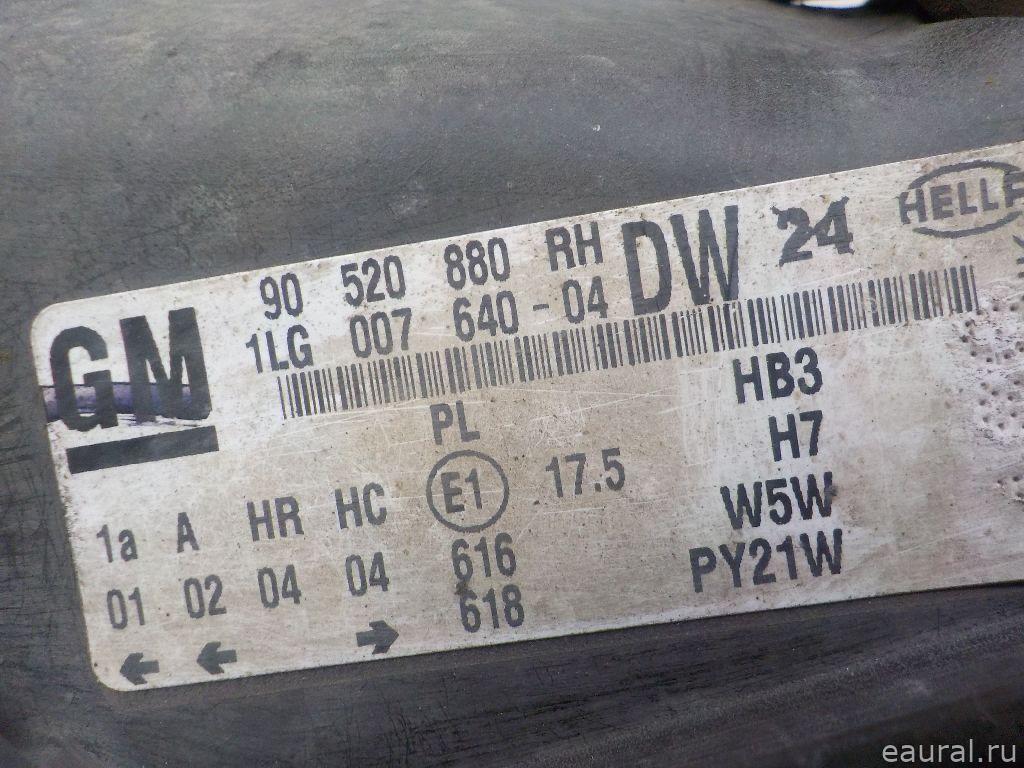 GM
90 520 880 RH DW 24
1LG 007 640-04
HELLA
PL
HB3
H7
W5W
PY21W
1a A HR HC E1 17.5
01 02 04 04 616
618
← ← →
eaural.ru